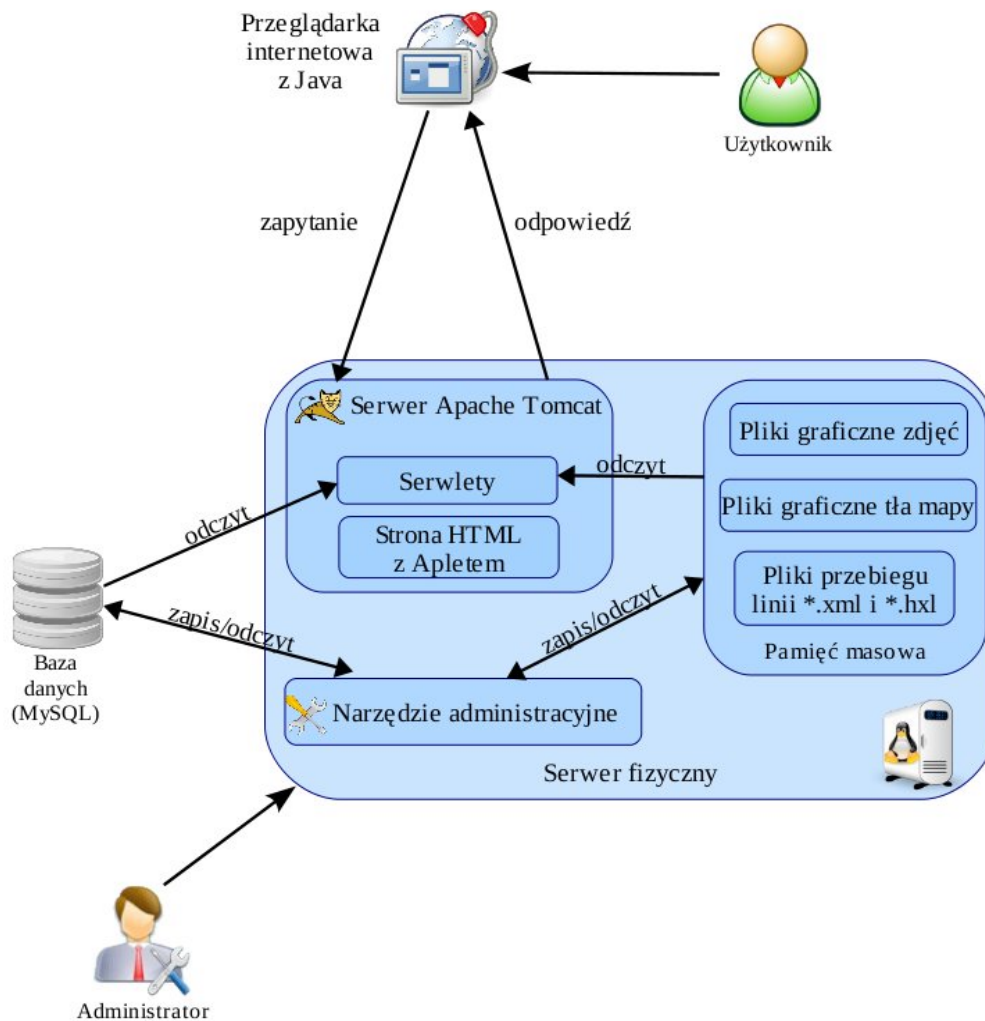 Przeglądarka
internetowa
z Java
Użytkownik
zapytanie
odpowiedź
Serwer Apache Tomcat
Pliki graficzne zdjęć
odczyt
Serwlety
Pliki graficzne tła mapy
odczyt
Strona HTML
z Apletem
Pliki przebiegu
linii *.xml i *.hxl
zapis/odczyt
zapis/odczyt
Pamięć masowa
Baza
danych
(MySQL)
Narzędzie administracyjne
Serwer fizyczny
Administrator